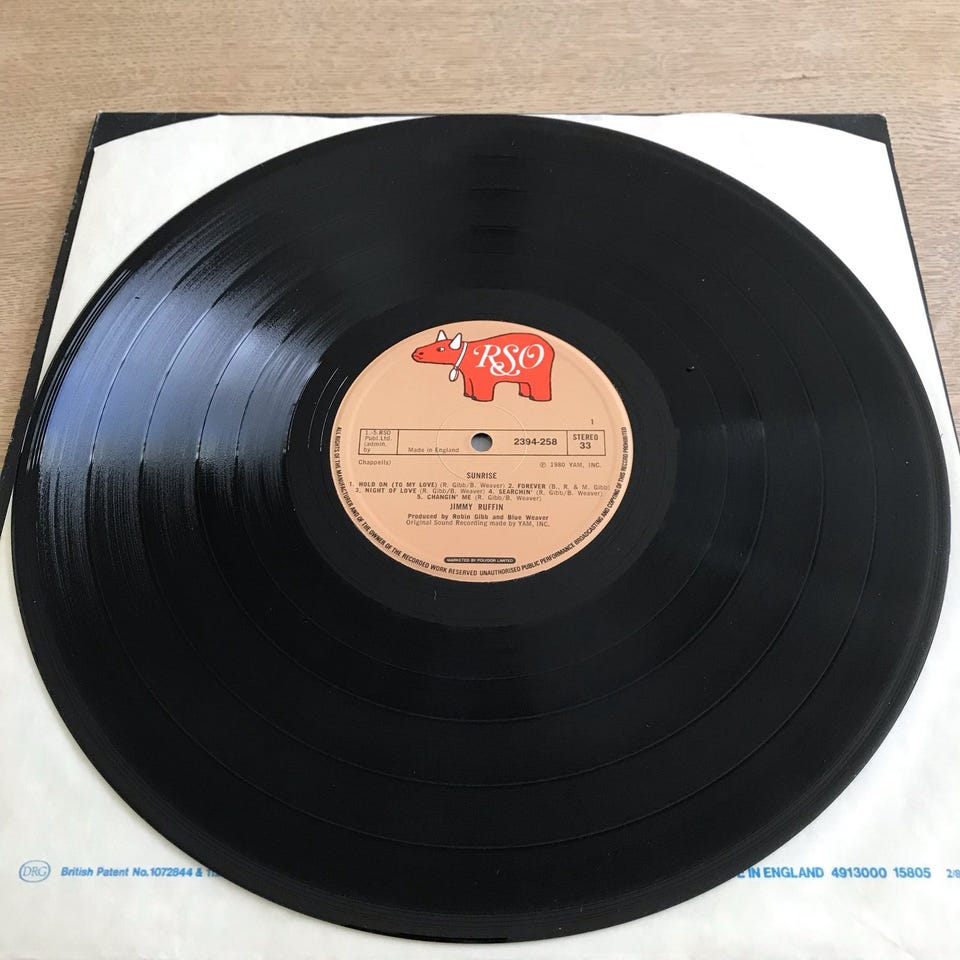 RSO
1
1.-5.RSO
Publ.Ltd.
(admin.
by
Chappells)
Made in England
2394-258
STEREO
33
℗ 1980 YAM, INC.
SUNRISE
1. HOLD ON (TO MY LOVE) (R. Gibb/B. Weaver) 2. FOREVER (B., R. & M. Gibb)
3. NIGHT OF LOVE (R. Gibb/B. Weaver) 4. SEARCHIN' (R. Gibb/B. Weaver)
5. CHANGIN' ME (R. Gibb/B. Weaver)
JIMMY RUFFIN
Produced by Robin Gibb and Blue Weaver
Original Sound Recording made by YAM, INC.
MARKETED BY POLYDOR LIMITED
ALL RIGHTS OF THE MANUFACTURER AND OF THE OWNER OF THE RECORDED WORK RESERVED UNAUTHORISED PUBLIC PERFORMANCE BROADCASTING AND COPYING OF THIS RECORD PROHIBITED
DRG British Patent No.1072844 & IN ENGLAND 4913000 15805